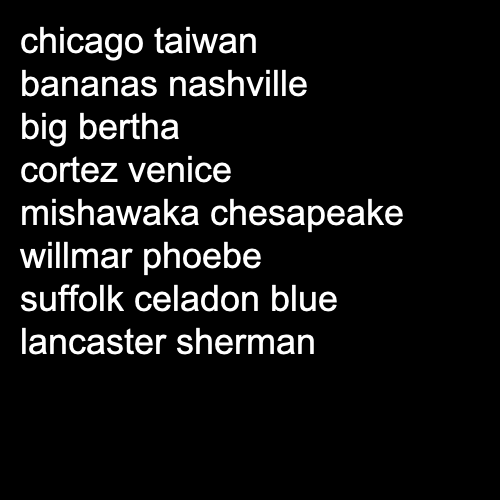 chicago taiwan
bananas nashville
big bertha
cortez venice
mishawaka chesapeake
willmar phoebe
suffolk celadon blue
lancaster sherman